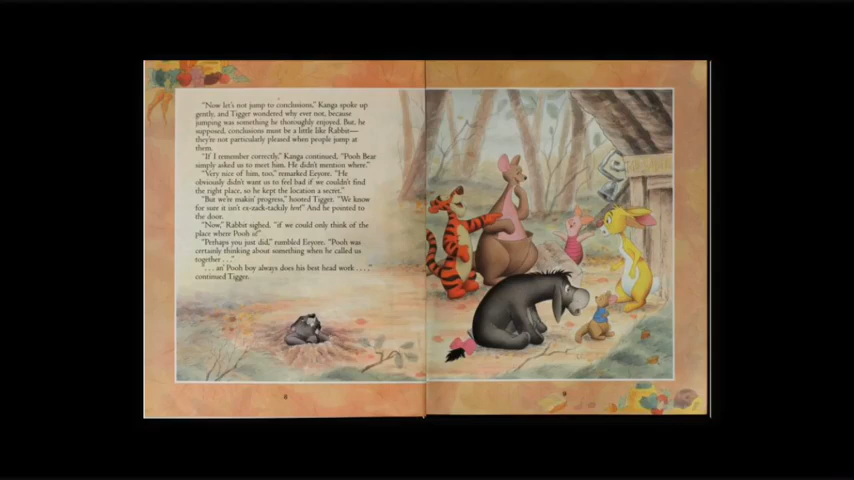 "Now let's not jump to conclusions," Kanga spoke up
gently, and Tigger wondered why ever not, because
jumping was something he thoroughly enjoyed. But, he
supposed, conclusions must be a little like Rabbit—
they're not particularly pleased when people jump at
them.
"If I remember correctly," Kanga continued, "Pooh Bear
simply asked us to meet him. He didn't mention where."
"Very nice of him, too," remarked Eeyore. "He
obviously didn't want us to feel bad if we couldn't find
the right place, so he kept the location a secret."
"But we're makin' progress," hooted Tigger. "We know
for sure it isn't ex-zack-tackily here!" And he pointed to
the door.
"Now," Rabbit sighed, "if we could only think of the
place where Pooh is!"
"Perhaps you just did," rumbled Eeyore. "Pooh was
certainly thinking about something when he called us
together . . ."
". . . an' Pooh boy always does his best head work . . . ,"
continued Tigger.
8
9